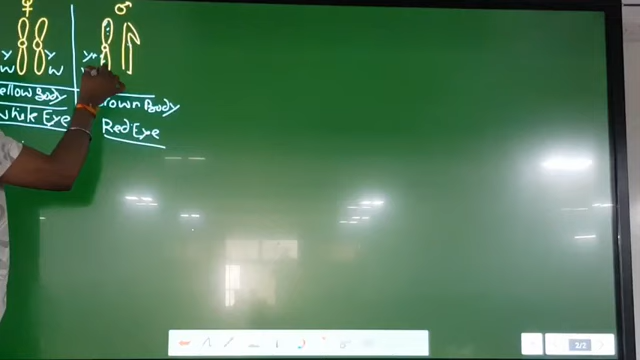 ♀ ♂
y y y+
w w
Yellow Body Brown Body
White Eye Red Eye
2/2